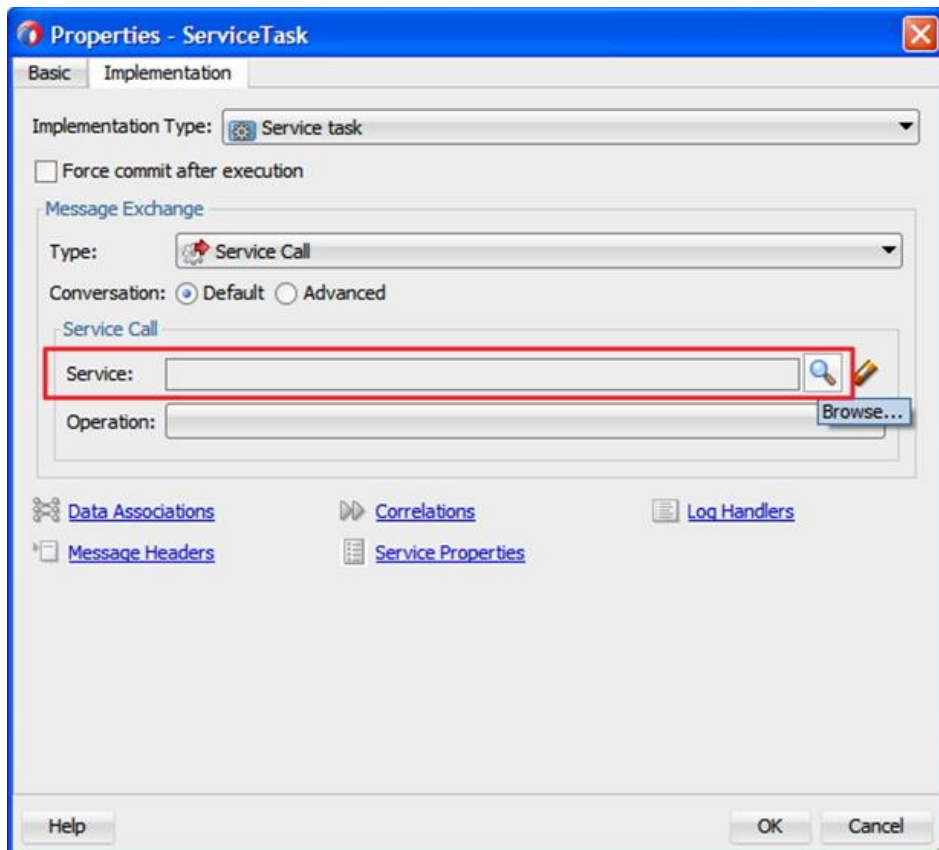 Properties - ServiceTask
Basic Implementation
Implementation Type: Service task
Force commit after execution
Message Exchange
Type: Service Call
Conversation: Default Advanced
Service Call
Service:
Browse...
Operation:
Data Associations Correlations Log Handlers
Message Headers Service Properties
Help OK Cancel